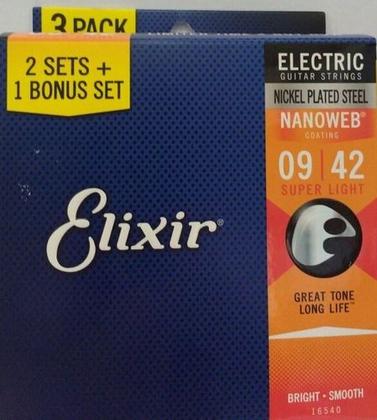 3 PACK
2 SETS +
1 BONUS SET
ELECTRIC
GUITAR STRINGS
NICKEL PLATED STEEL
NANOWEB®
COATING
09 | 42
SUPER LIGHT
Elixir®
GREAT TONE
LONG LIFE™
BRIGHT • SMOOTH
16540